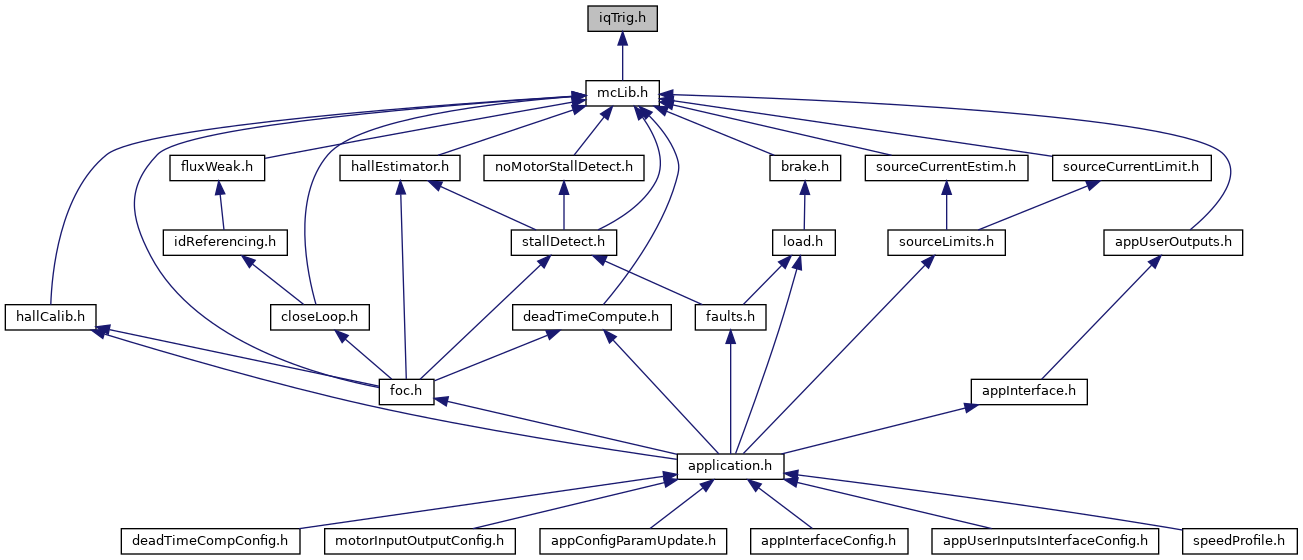 iqTrig.h
mcLib.h
fluxWeak.h
hallEstimator.h
noMotorStallDetect.h
brake.h
sourceCurrentEstim.h
sourceCurrentLimit.h
idReferencing.h
stallDetect.h
load.h
sourceLimits.h
appUserOutputs.h
hallCalib.h
closeLoop.h
deadTimeCompute.h
faults.h
foc.h
appInterface.h
application.h
deadTimeCompConfig.h
motorInputOutputConfig.h
appConfigParamUpdate.h
appInterfaceConfig.h
appUserInputsInterfaceConfig.h
speedProfile.h